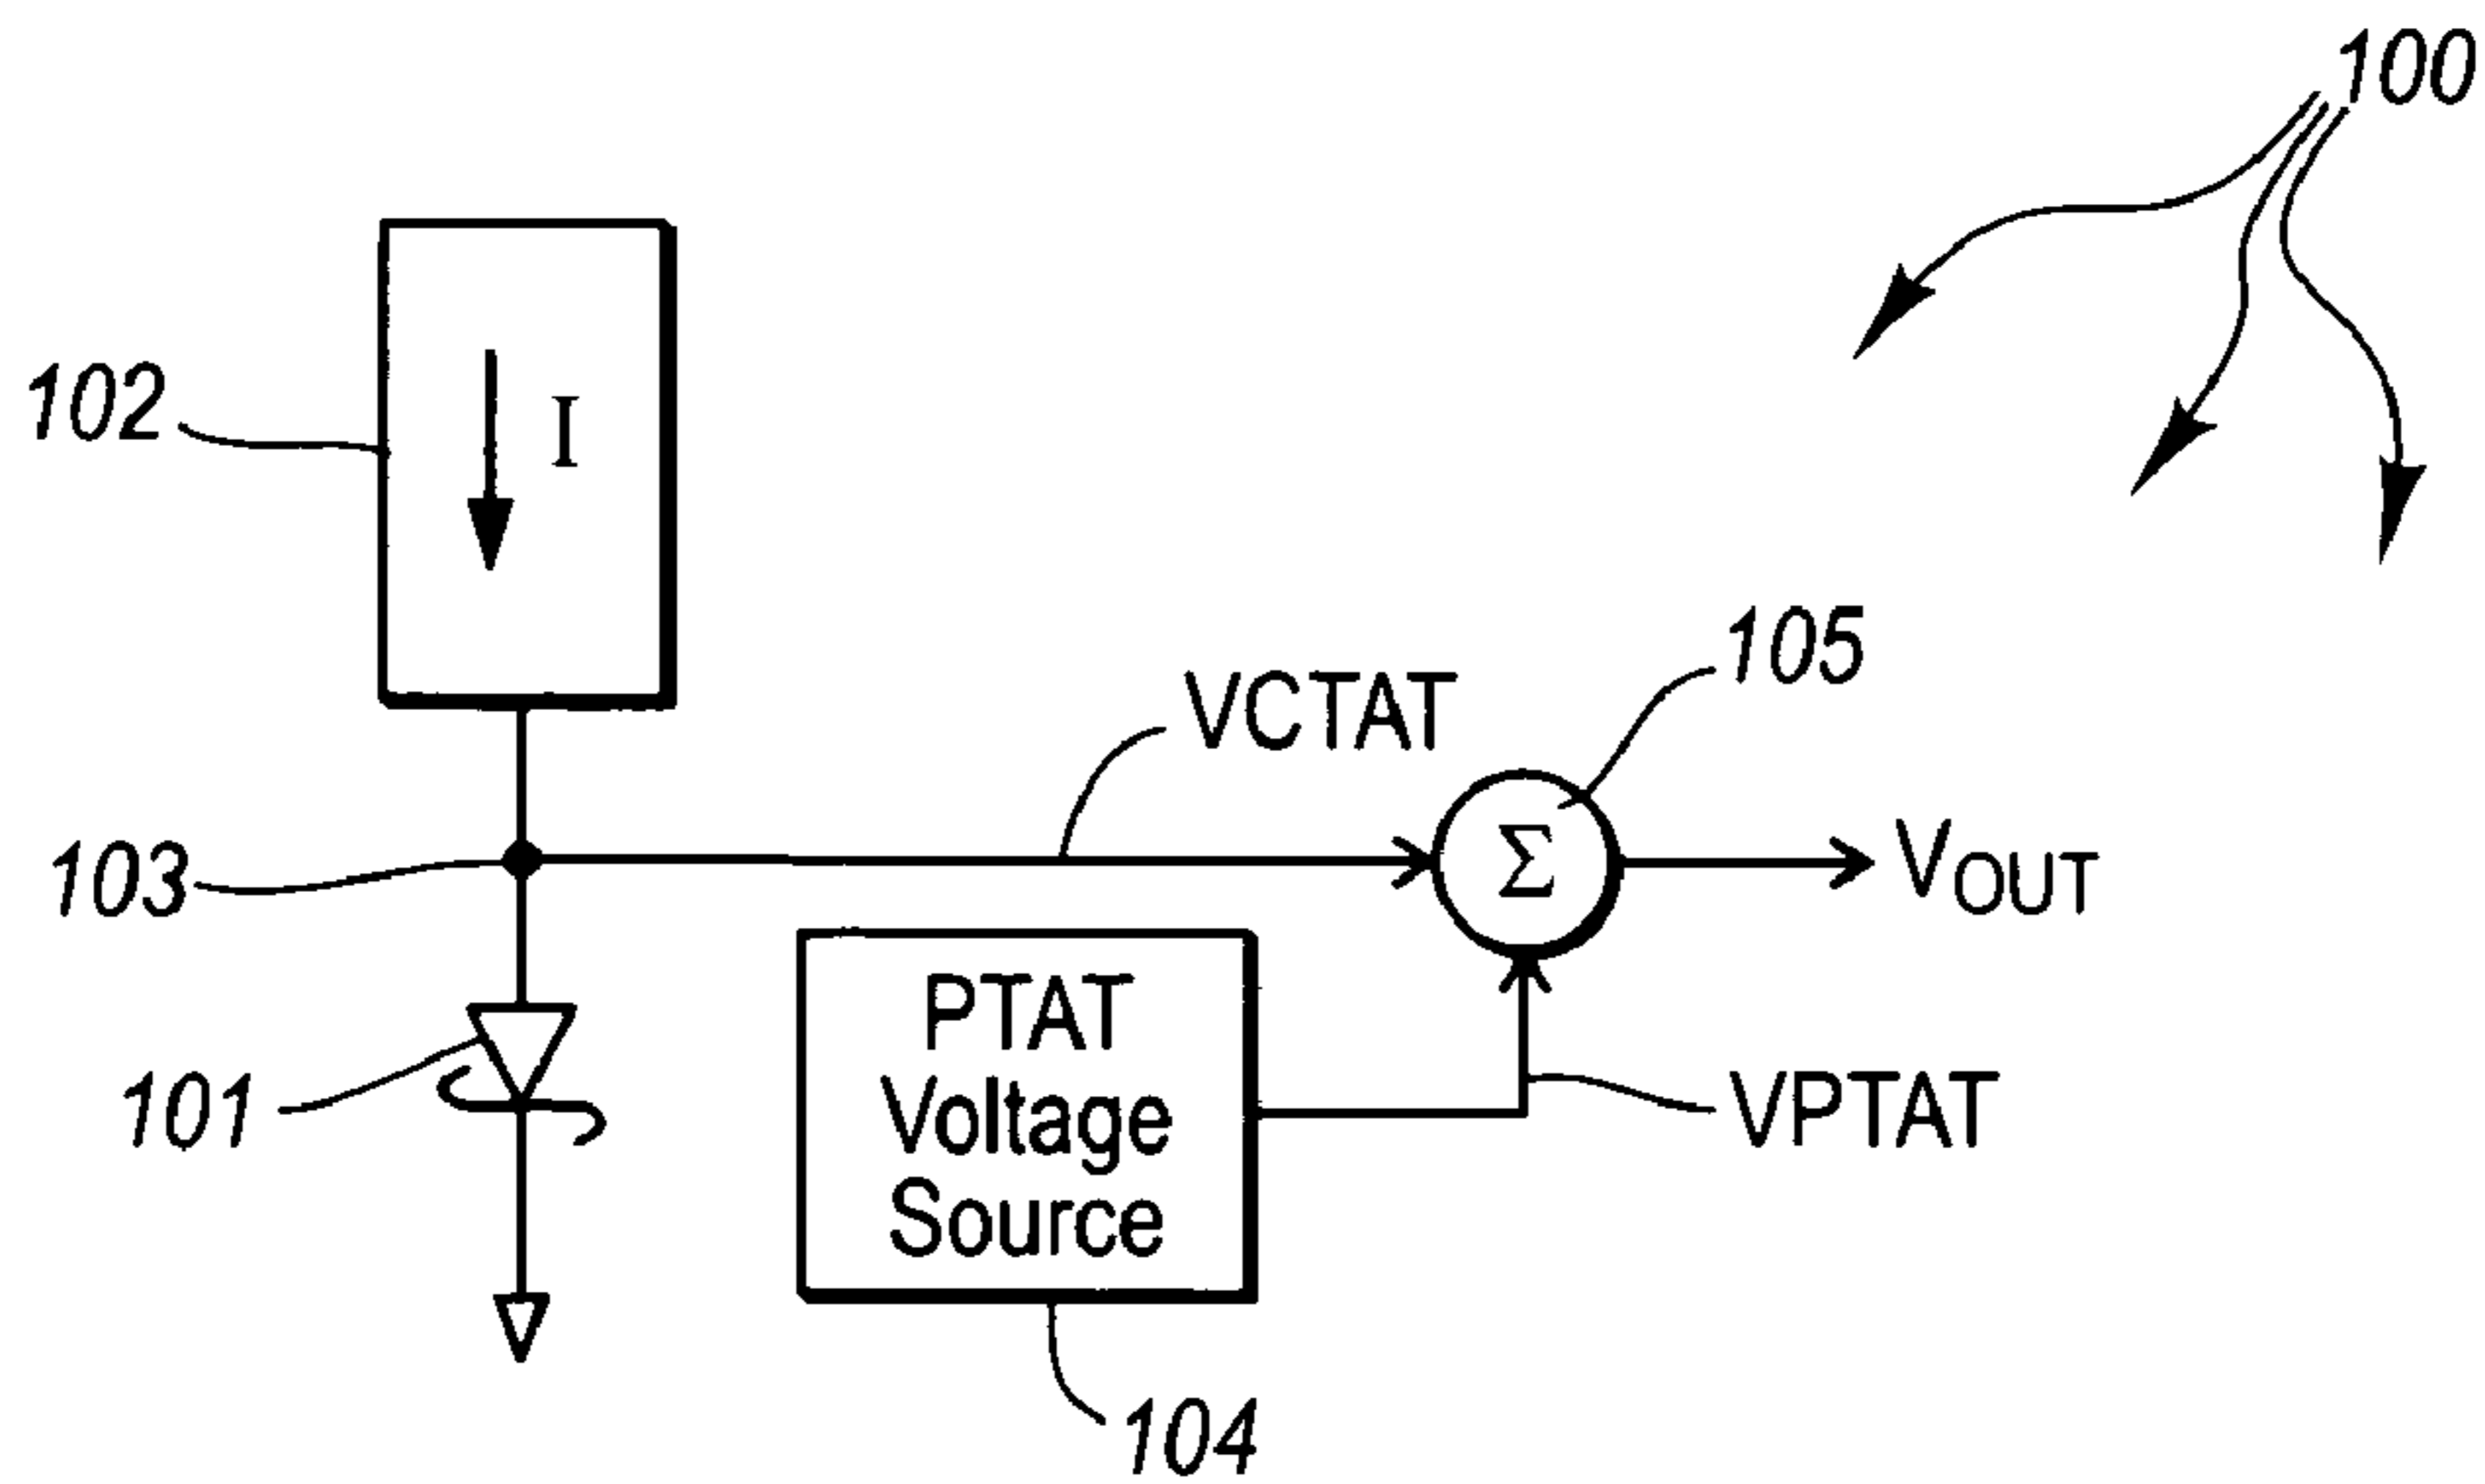 100
102
I
105
VCTAT
103
Σ
VOUT
PTAT
Voltage
Source
101
VPTAT
104